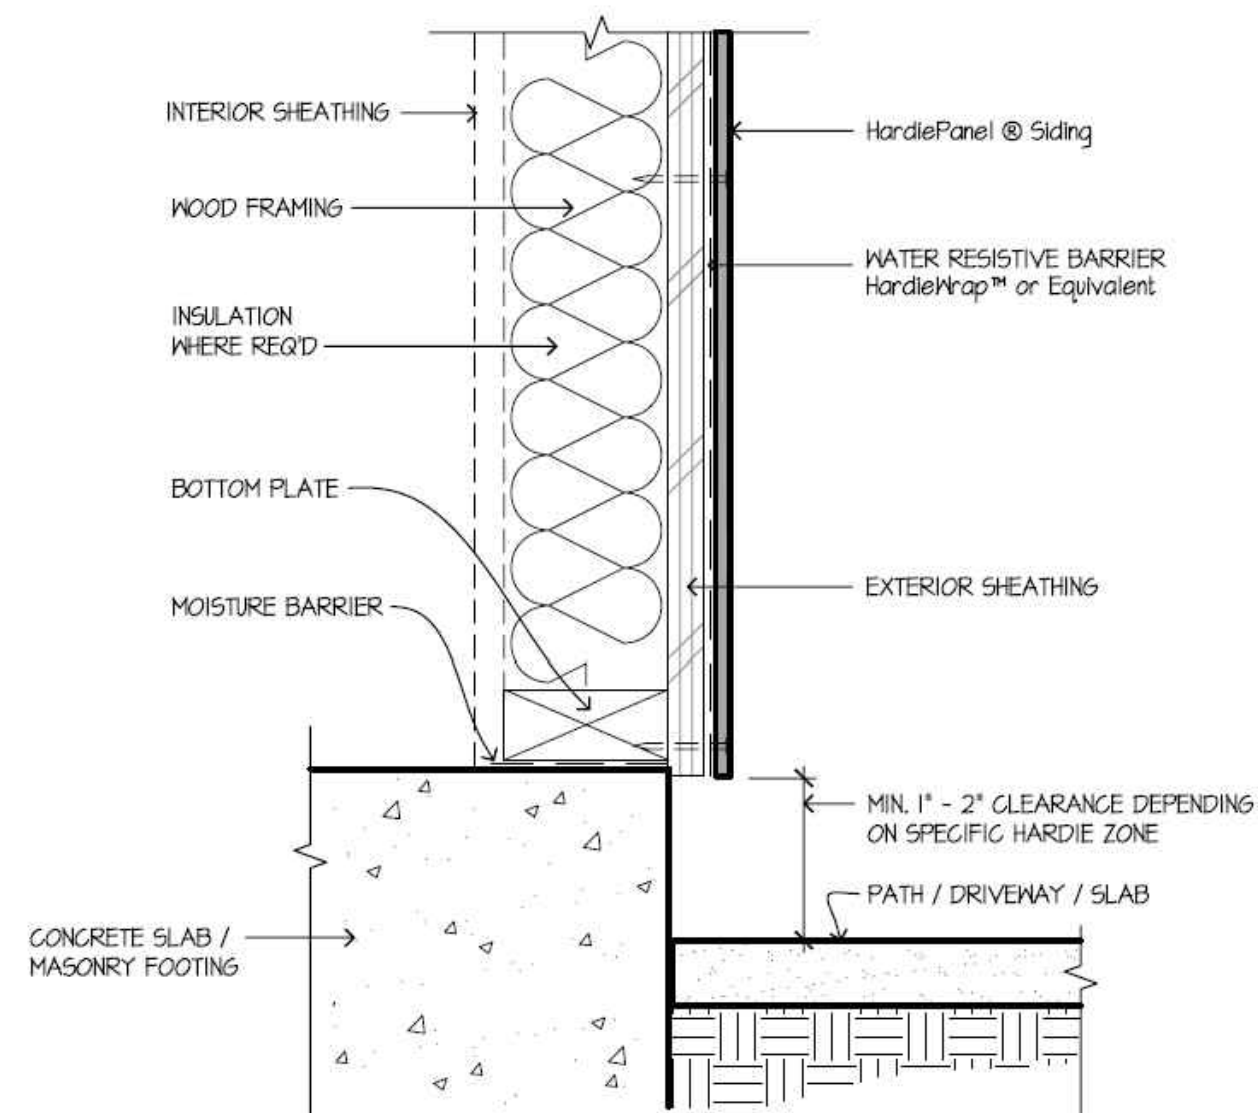 INTERIOR SHEATHING
HardiePanel ® Siding
WOOD FRAMING
WATER RESISTIVE BARRIER
HardieWrap™ or Equivalent
INSULATION
WHERE REQ'D
BOTTOM PLATE
EXTERIOR SHEATHING
MOISTURE BARRIER
MIN. 1" - 2" CLEARANCE DEPENDING
ON SPECIFIC HARDIE ZONE
PATH / DRIVEWAY / SLAB
CONCRETE SLAB /
MASONRY FOOTING